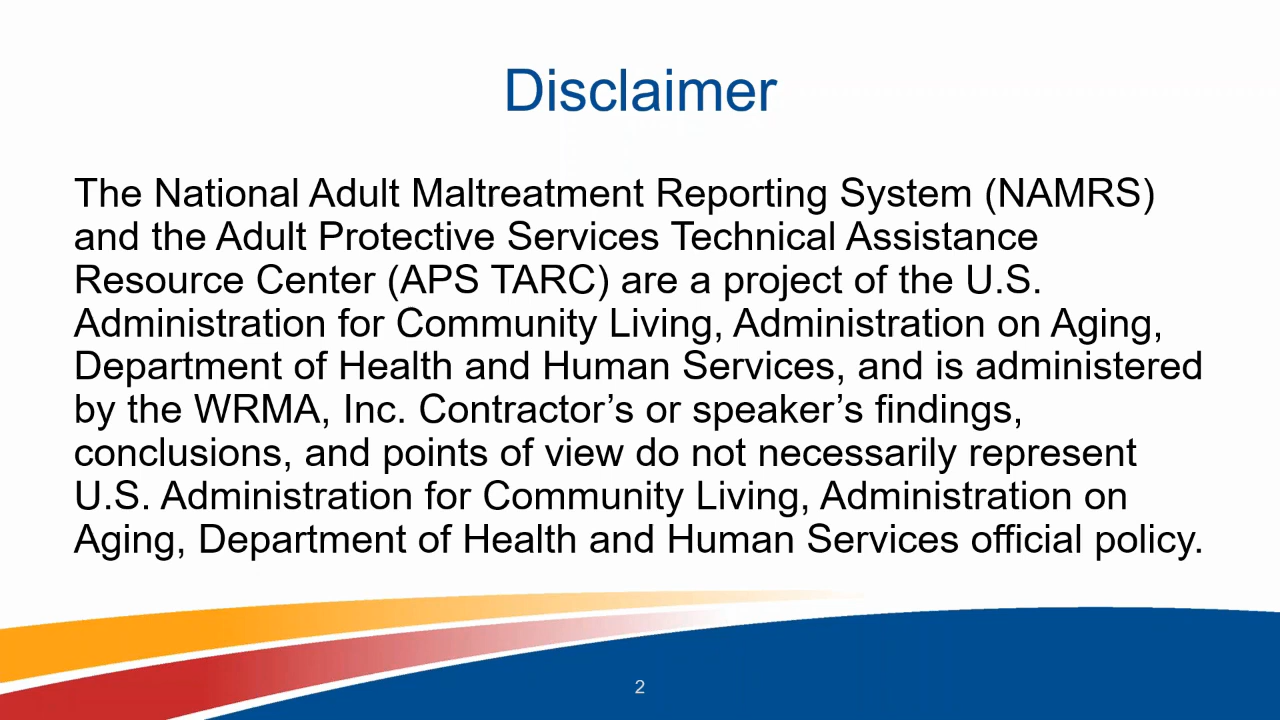 Disclaimer
The National Adult Maltreatment Reporting System (NAMRS)
and the Adult Protective Services Technical Assistance
Resource Center (APS TARC) are a project of the U.S.
Administration for Community Living, Administration on Aging,
Department of Health and Human Services, and is administered
by the WRMA, Inc. Contractor’s or speaker’s findings,
conclusions, and points of view do not necessarily represent
U.S. Administration for Community Living, Administration on
Aging, Department of Health and Human Services official policy.
2